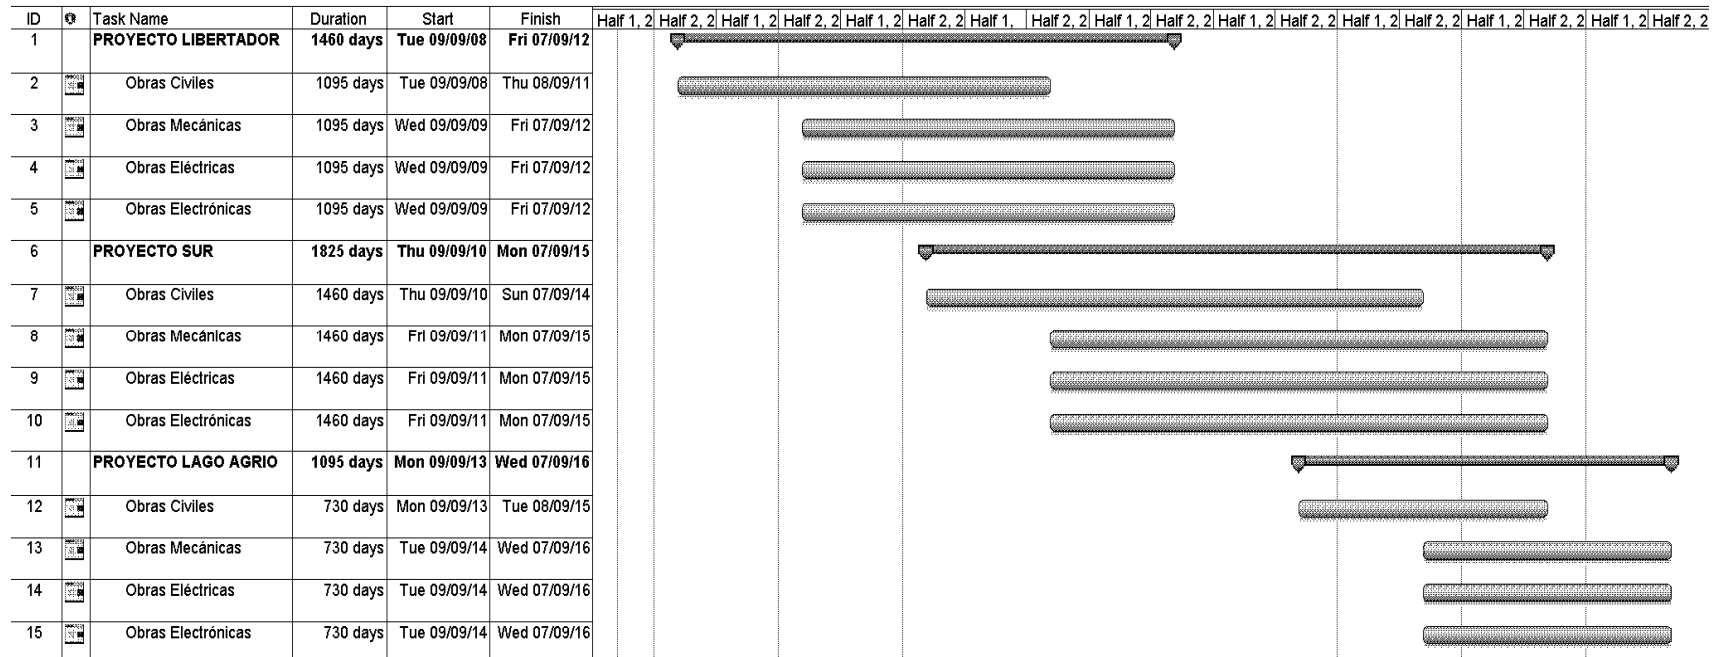 ID Task Name Duration Start Finish Half 1, 2 Half 2, 2 Half 1, 2 Half 2, 2 Half 1, 2 Half 2, 2 Half 1, Half 2, 2 Half 1, 2 Half 2, 2 Half 1, 2 Half 2, 2 Half 1, 2 Half 2, 2 Half 1, 2 Half 2, 2 Half 1, 2 Half 2, 2
1 PROYECTO LIBERTADOR 1460 days Tue 09/09/08 Fri 07/09/12
2 Obras Civiles 1095 days Tue 09/09/08 Thu 08/09/11
3 Obras Mecánicas 1095 days Wed 09/09/09 Fri 07/09/12
4 Obras Eléctricas 1095 days Wed 09/09/09 Fri 07/09/12
5 Obras Electrónicas 1095 days Wed 09/09/09 Fri 07/09/12
6 PROYECTO SUR 1825 days Thu 09/09/10 Mon 07/09/15
7 Obras Civiles 1460 days Thu 09/09/10 Sun 07/09/14
8 Obras Mecánicas 1460 days Fri 09/09/11 Mon 07/09/15
9 Obras Eléctricas 1460 days Fri 09/09/11 Mon 07/09/15
10 Obras Electrónicas 1460 days Fri 09/09/11 Mon 07/09/15
11 PROYECTO LAGO AGRIO 1095 days Mon 09/09/13 Wed 07/09/16
12 Obras Civiles 730 days Mon 09/09/13 Tue 08/09/15
13 Obras Mecánicas 730 days Tue 09/09/14 Wed 07/09/16
14 Obras Eléctricas 730 days Tue 09/09/14 Wed 07/09/16
15 Obras Electrónicas 730 days Tue 09/09/14 Wed 07/09/16